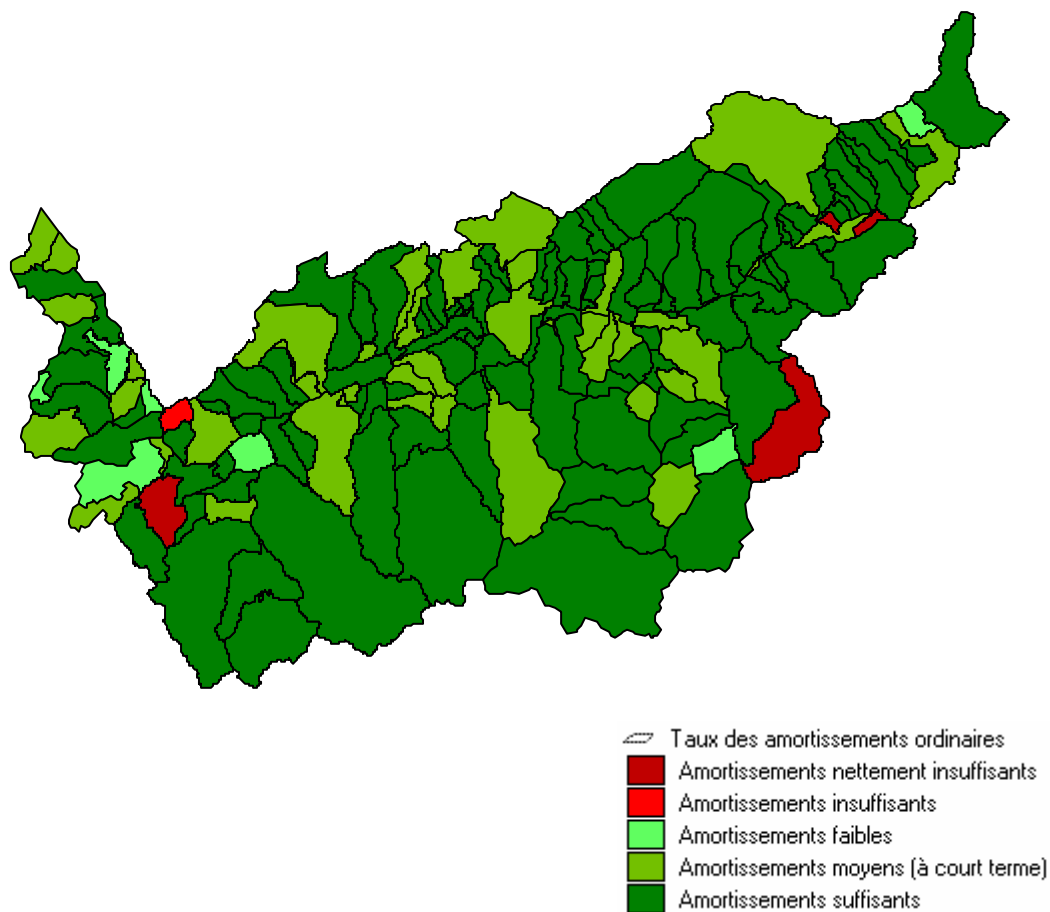 Taux des amortissements ordinaires
Amortissements nettement insuffisants
Amortissements insuffisants
Amortissements faibles
Amortissements moyens (à court terme)
Amortissements suffisants